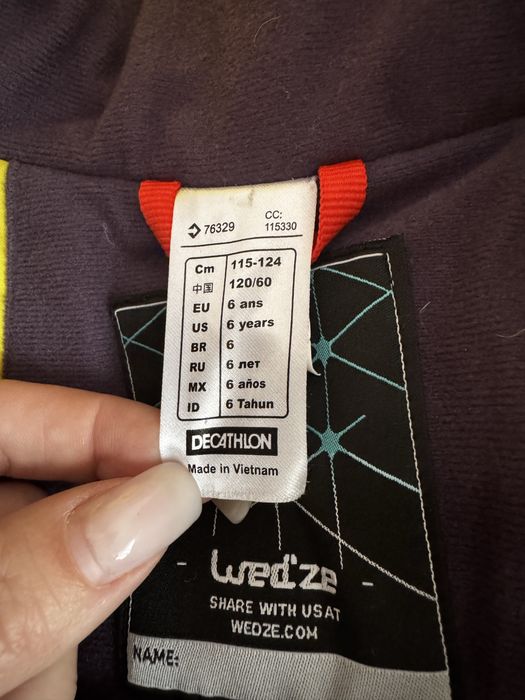 76329
CC:
115330
Cm 115-124
中国 120/60
EU 6 ans
US 6 years
BR 6
RU 6 лет
MX 6 años
ID 6 Tahun
DECATHLON
Made in Vietnam
wed'ze
SHARE WITH US AT
WEDZE.COM
NAME: